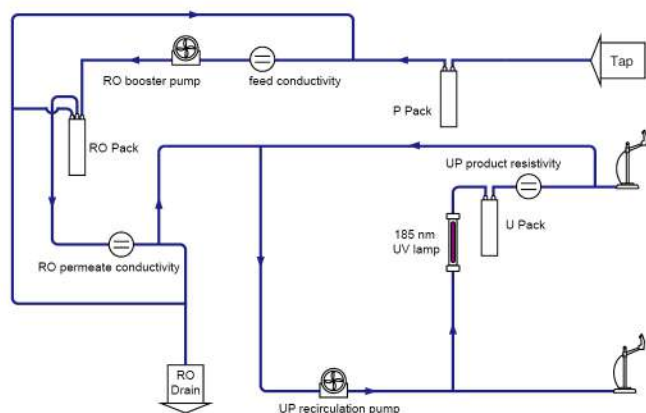 RO booster pump
feed conductivity
P Pack
Tap
RO Pack
UP product resistivity
185 nm
UV lamp
U Pack
RO permeate conductivity
RO
Drain
UP recirculation pump